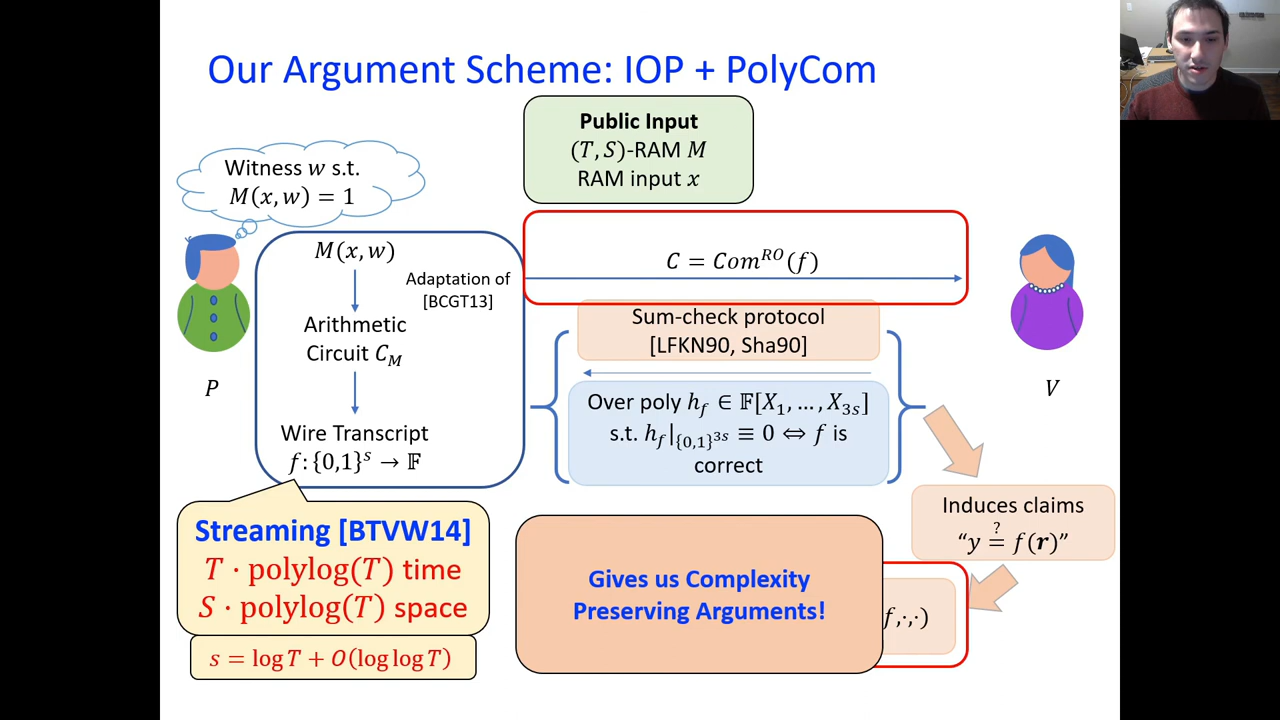 Our Argument Scheme: IOP + PolyCom
Public Input
(T, S)-RAM M
RAM input x
Witness w s.t.
M(x, w) = 1
M(x, w)
Adaptation of
[BCGT13]
Arithmetic
Circuit C_M
Wire Transcript
f: {0,1}^s → 𝔽
P
C = Com^{RO}(f)
V
Sum-check protocol
[LFKN90, Sha90]
Over poly h_f ∈ 𝔽[X_1, … , X_{3s}]
s.t. h_f|_{{0,1}^{3s}} ≡ 0 ⇔ f is
correct
Induces claims
“y =? f(r)”
Streaming [BTVW14]
T · polylog(T) time
S · polylog(T) space
s = log T + O(log log T)
Gives us Complexity
Preserving Arguments!
f,·,·)